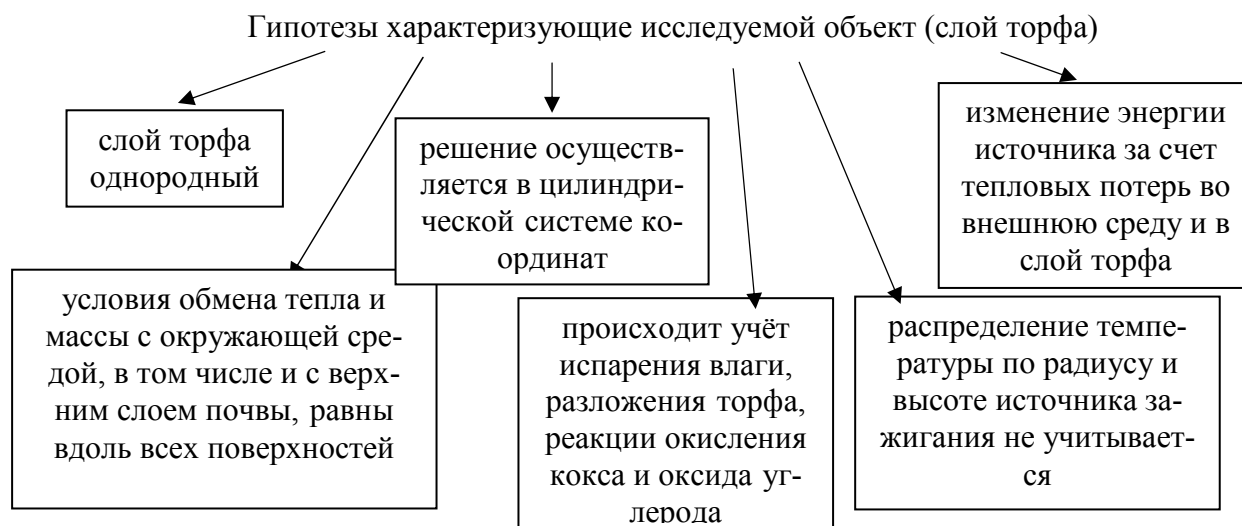 Гипотезы характеризующие исследуемой объект (слой торфа)
слой торфа
однородный
условия обмена тепла и
массы с окружающей сре-
дой, в том числе и с верх-
ним слоем почвы, равны
вдоль всех поверхностей
решение осуществ-
ляется в цилиндри-
ческой системе ко-
ординат
происходит учёт
испарения влаги,
разложения торфа,
реакции окисления
кокса и оксида уг-
лерода
распределение темпе-
ратуры по радиусу и
высоте источника за-
жигания не учитывает-
ся
изменение энергии
источника за счет
тепловых потерь во
внешнюю среду и в
слой торфа